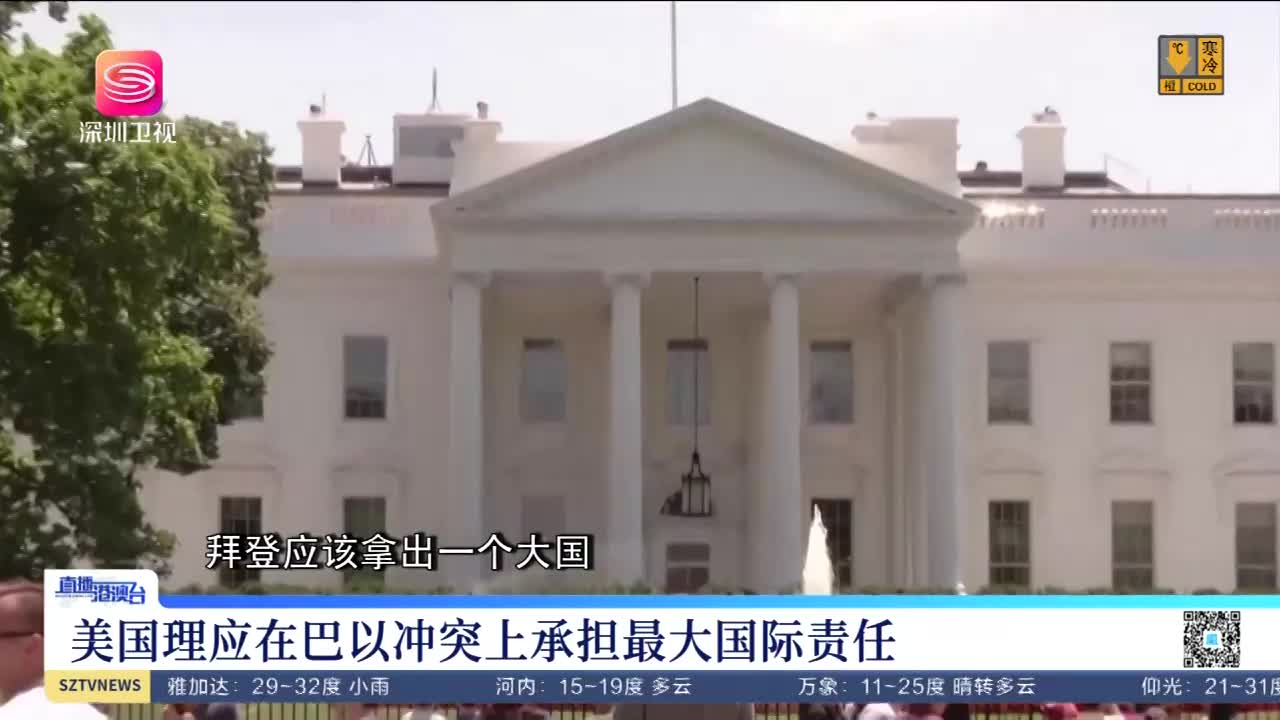 深圳卫视
℃
寒冷
橙
COLD
拜登应该拿出一个大国
直播港澳台
美国理应在巴以冲突上承担最大国际责任
SZTVNEWS
雅加达：29~32度 小雨 河内：15~19度 多云 万象：11~25度 晴转多云 仰光：21~31度